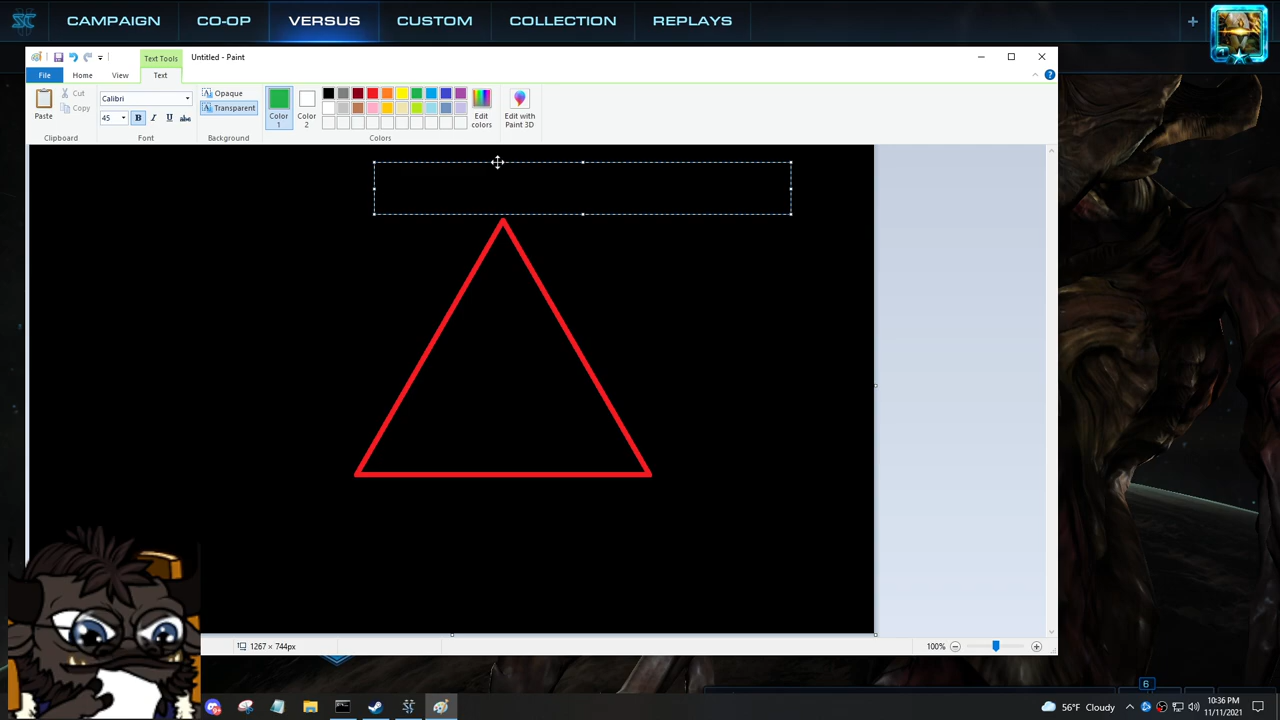 CAMPAIGN CO-OP VERSUS CUSTOM COLLECTION REPLAYS
Text Tools Untitled - Paint
File Home View Text
Paste Cut Copy
Calibri
45 B I U abc
Opaque
Transparent
Color 1
Color 2
Edit colors
Edit with Paint 3D
Clipboard Font Background Colors
1267 × 744px
100%
6
56°F Cloudy
10:36 PM
11/11/2021